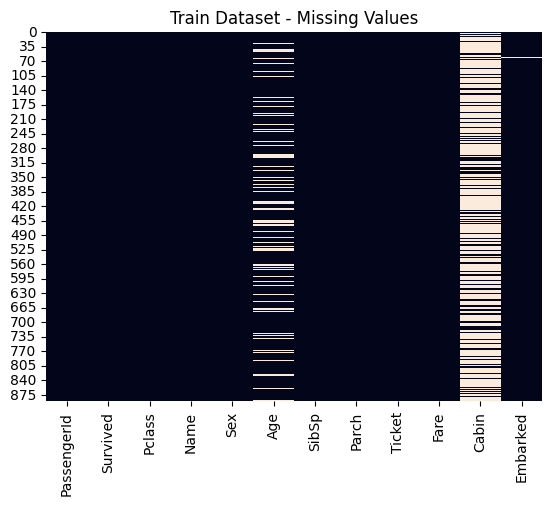 Train Dataset - Missing Values
0
35
70
105
140
175
210
245
280
315
350
385
420
455
490
525
560
595
630
665
700
735
770
805
840
875
PassengerId
Survived
Pclass
Name
Sex
Age
SibSp
Parch
Ticket
Fare
Cabin
Embarked